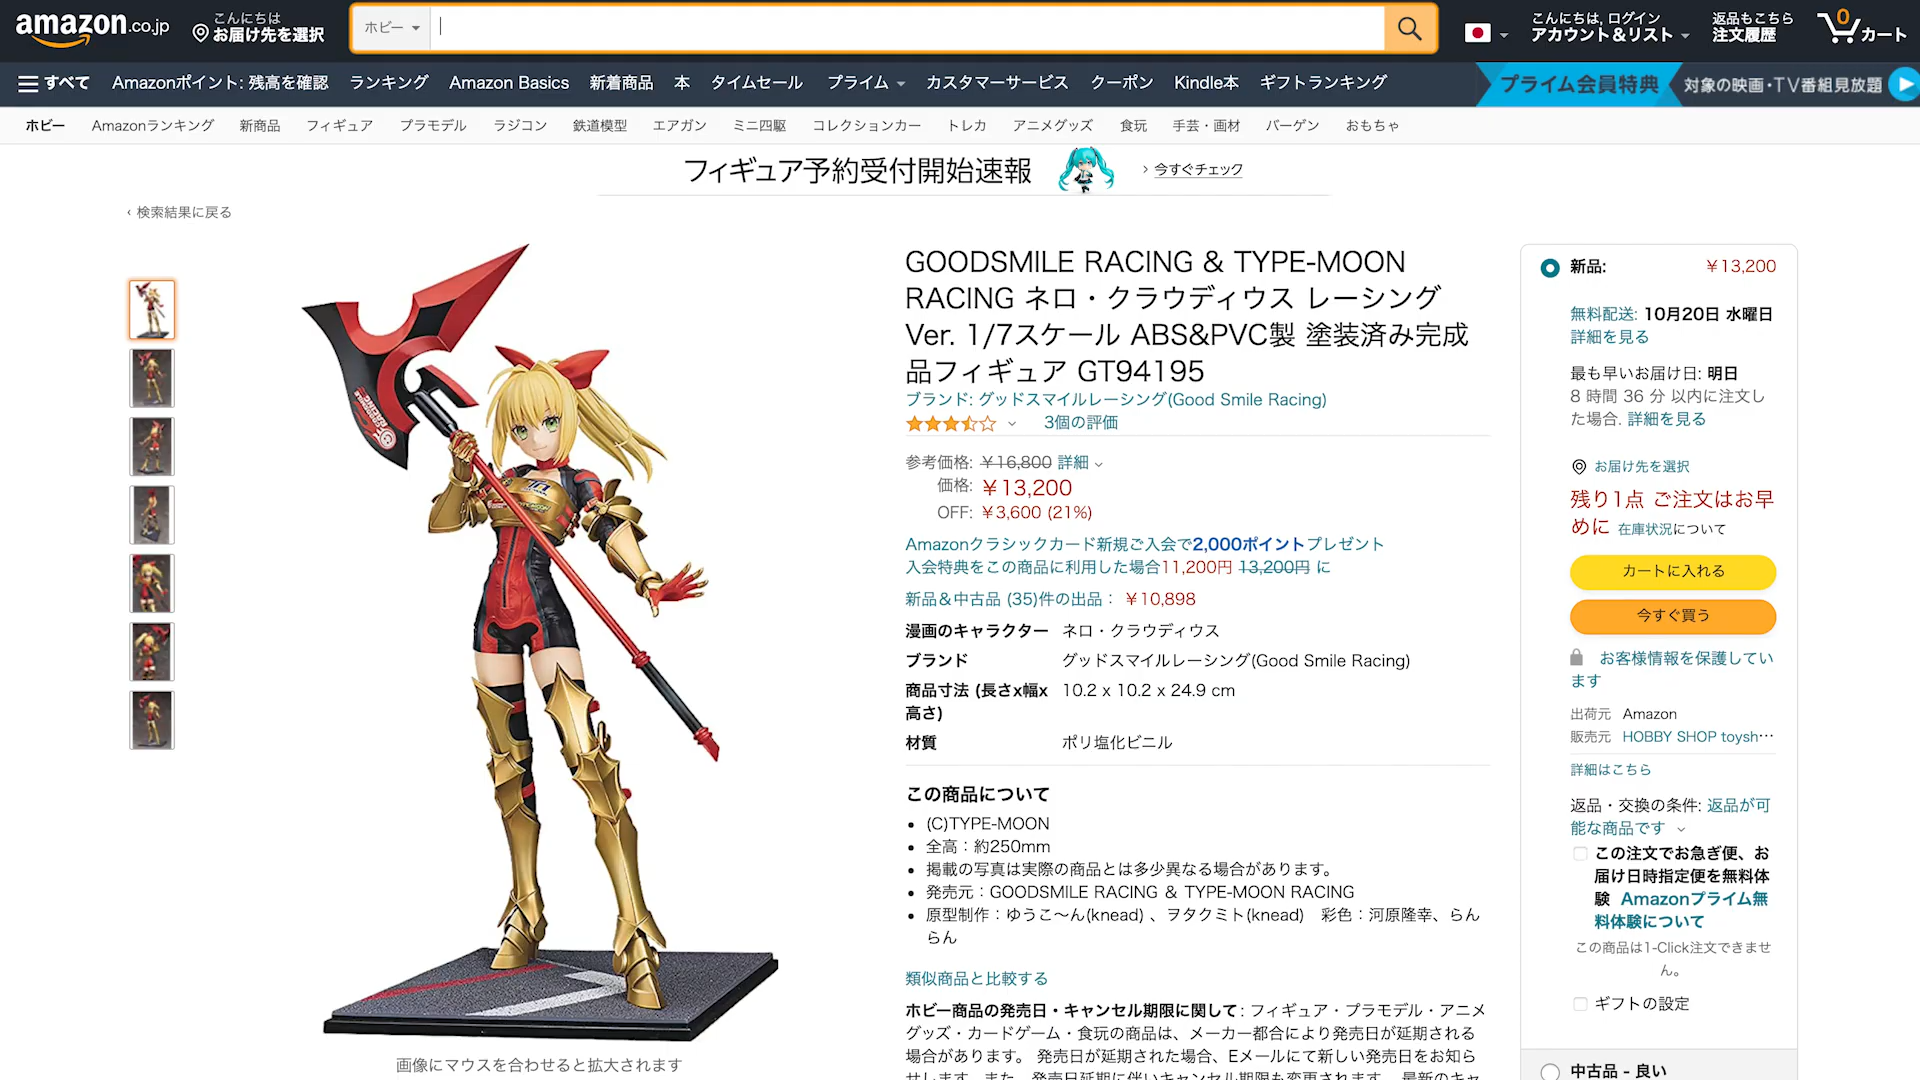 amazon.co.jp
こんにちは
お届け先を選択
ホビー
こんにちは, ログイン
アカウント&リスト
返品もこちら
注文履歴
0
カート
すべて
Amazonポイント: 残高を確認
ランキング
Amazon Basics
新着商品
本
タイムセール
プライム
カスタマーサービス
クーポン
Kindle本
ギフトランキング
プライム会員特典
対象の映画・TV番組見放題
ホビー
Amazonランキング
新商品
フィギュア
プラモデル
ラジコン
鉄道模型
エアガン
ミニ四駆
コレクションカー
トレカ
アニメグッズ
食玩
手芸・画材
バーゲン
おもちゃ
フィギュア予約受付開始速報
› 今すぐチェック
‹ 検索結果に戻る
GOODSMILE RACING & TYPE-MOON
RACING ネロ・クラウディウス レーシング
Ver. 1/7スケール ABS&PVC製 塗装済み完成
品フィギュア GT94195
ブランド: グッドスマイルレーシング(Good Smile Racing)
3個の評価
参考価格: ￥16,800 詳細
価格: ￥13,200
OFF: ￥3,600 (21%)
Amazonクラシックカード新規ご入会で2,000ポイントプレゼント
入会特典をこの商品に利用した場合11,200円 13,200円 に
新品＆中古品 (35)件の出品： ￥10,898
漫画のキャラクター ネロ・クラウディウス
ブランド グッドスマイルレーシング(Good Smile Racing)
商品寸法 (長さx幅x 10.2 x 10.2 x 24.9 cm
高さ)
材質 ポリ塩化ビニル
この商品について
(C)TYPE-MOON
全高：約250mm
掲載の写真は実際の商品とは多少異なる場合があります。
発売元：GOODSMILE RACING ＆ TYPE-MOON RACING
原型制作：ゆうこ～ん(knead) 、ヲタクミト(knead) 彩色：河原隆幸、らん
らん
類似商品と比較する
ホビー商品の発売日・キャンセル期限に関して: フィギュア・プラモデル・アニメ
グッズ・カードゲーム・食玩の商品は、メーカー都合により発売日が延期される
場合があります。 発売日が延期された場合、Eメールにて新しい発売日をお知ら
せします。また、発売日延期に伴いキャンセル期限も変更されます。 最新のキャ
画像にマウスを合わせると拡大されます
新品: ￥13,200
無料配送: 10月20日 水曜日
詳細を見る
最も早いお届け日: 明日
8 時間 36 分 以内に注文し
た場合. 詳細を見る
お届け先を選択
残り1点 ご注文はお早
めに 在庫状況について
カートに入れる
今すぐ買う
お客様情報を保護してい
ます
出荷元 Amazon
販売元 HOBBY SHOP toysh…
詳細はこちら
返品・交換の条件: 返品が可
能な商品です
この注文でお急ぎ便、お
届け日時指定便を無料体
験 Amazonプライム無
料体験について
この商品は1-Click注文できませ
ん。
ギフトの設定
中古品 - 良い